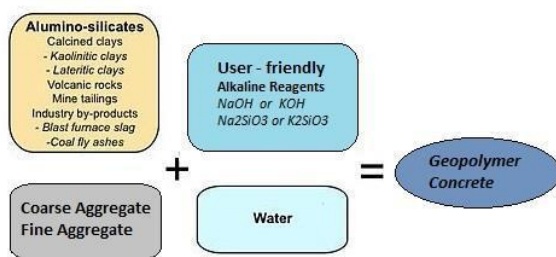 Alumino-silicates
Calcined clays
- Kaolinitic clays
- Lateritic clays
Volcanic rocks
Mine tailings
Industry by-products
- Blast furnace slag
-Coal fly ashes
+
User - friendly
Alkaline Reagents
NaOH or KOH
Na2SiO3 or K2SiO3
=
Geopolymer
Concrete
Coarse Aggregate
Fine Aggregate
Water